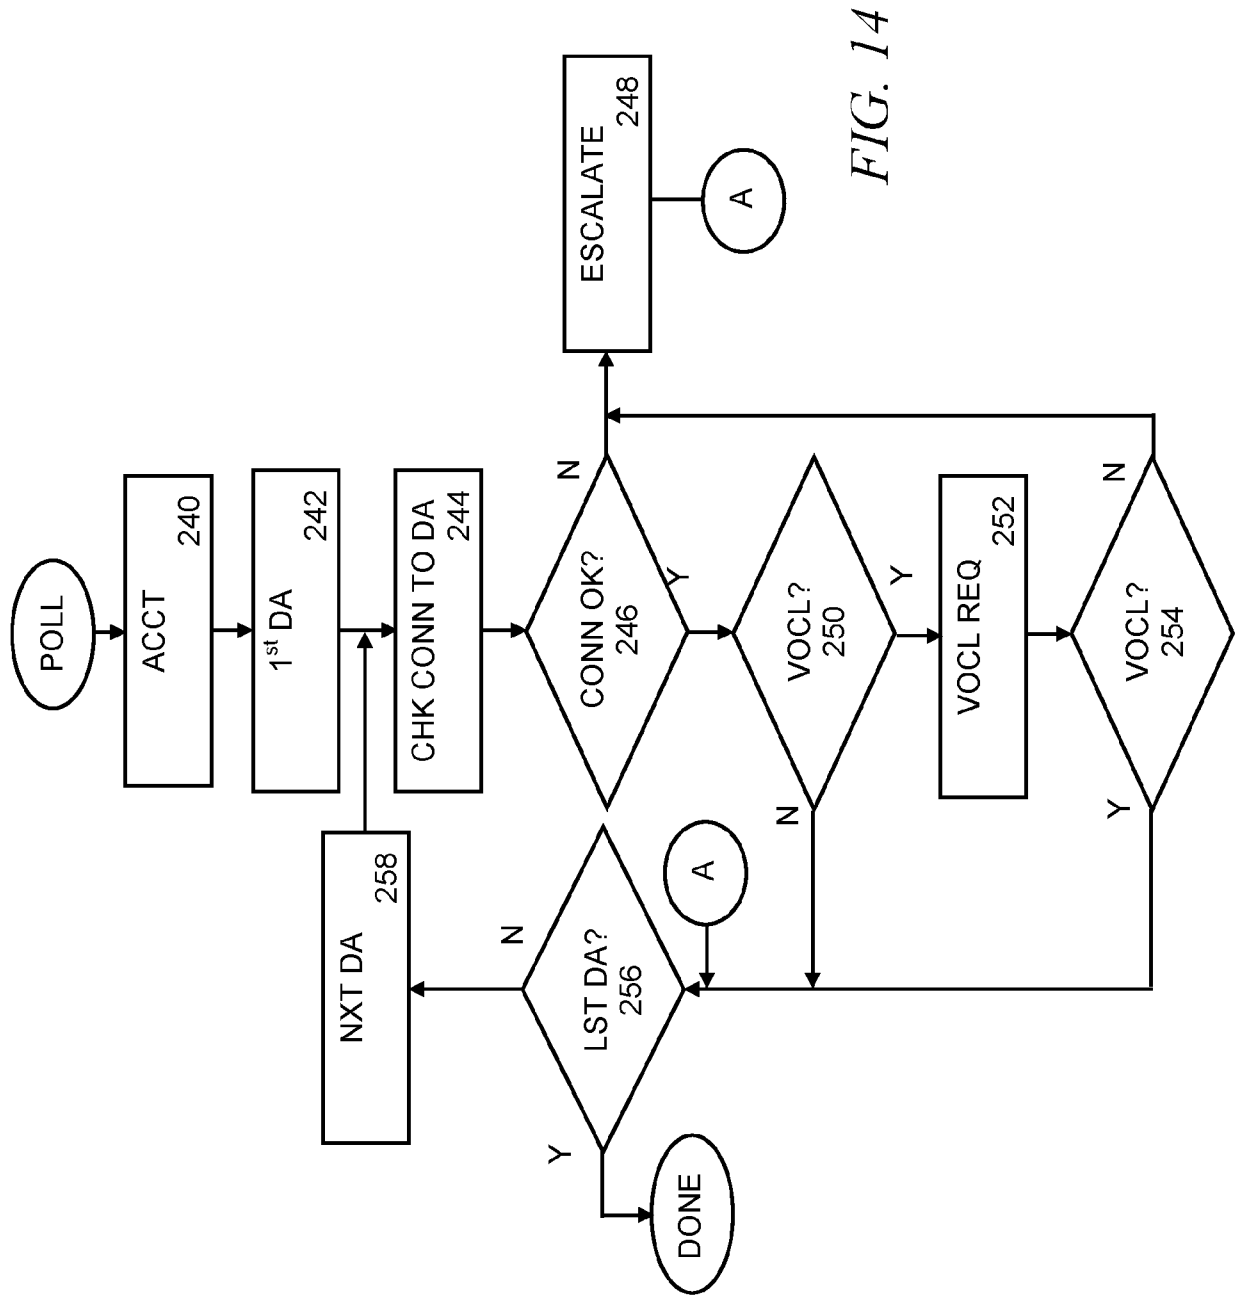 POLL
ACCT
240
1st DA
242
CHK CONN TO DA
244
CONN OK?
246
N
Y
ESCALATE
248
A
VOCL?
250
N
Y
VOCL REQ
252
VOCL?
254
N
Y
A
LST DA?
256
N
Y
NXT DA
258
DONE
FIG. 14